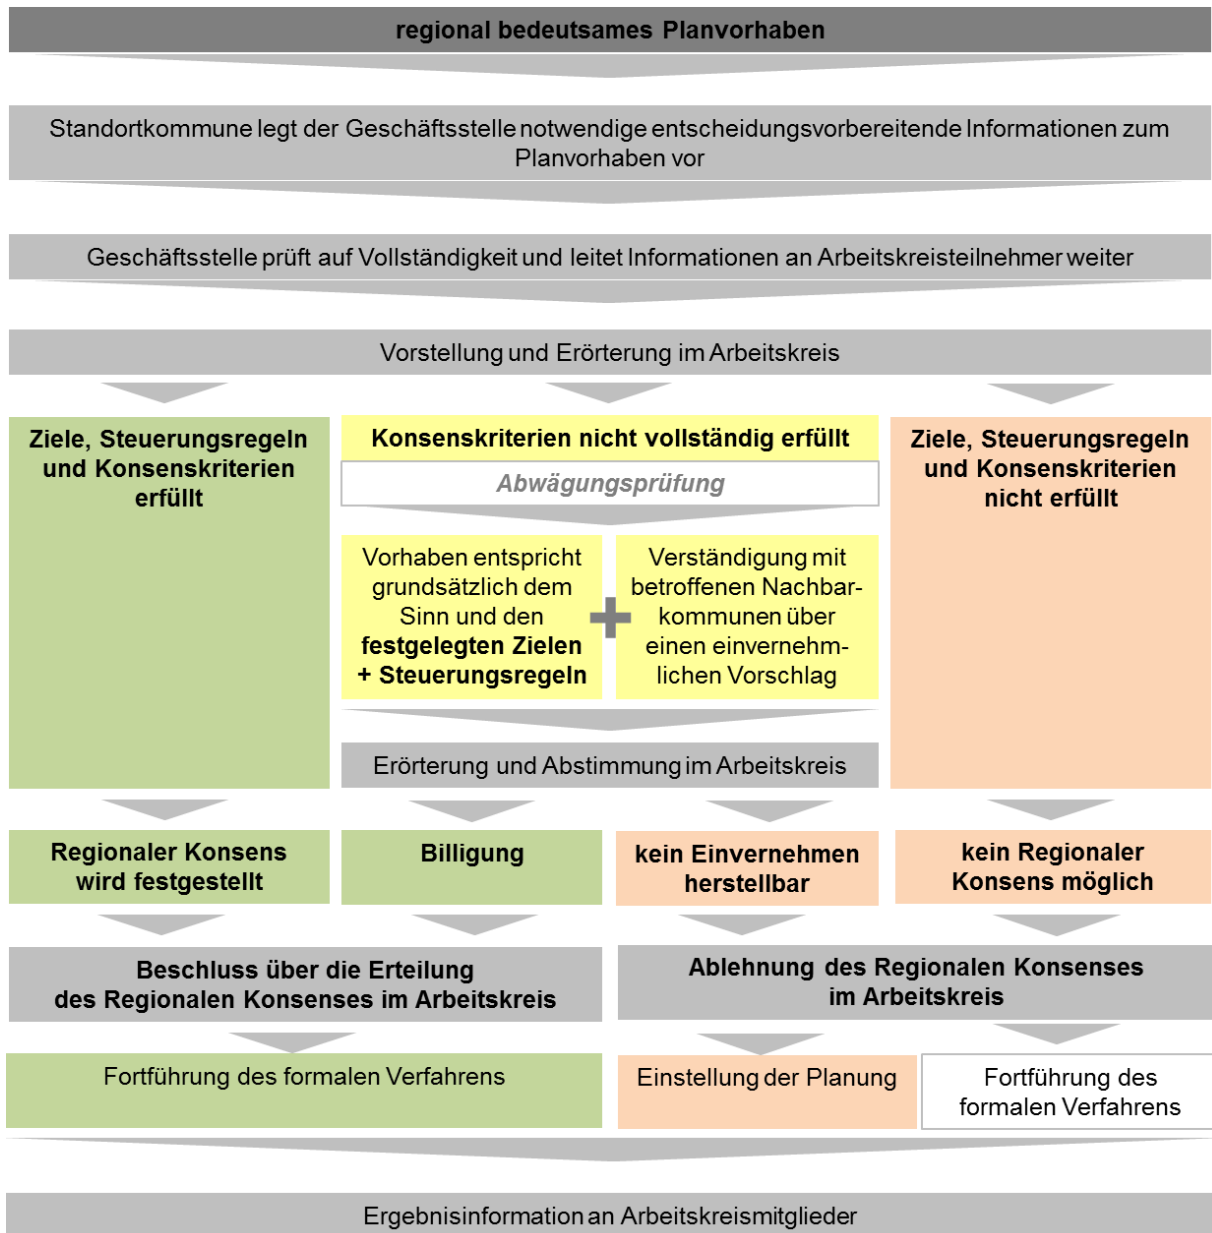 regional bedeutsames Planvorhaben
Standortkommune legt der Geschäftsstelle notwendige entscheidungsvorbereitende Informationen zum
Planvorhaben vor
Geschäftsstelle prüft auf Vollständigkeit und leitet Informationen an Arbeitskreisteilnehmer weiter
Vorstellung und Erörterung im Arbeitskreis
Ziele, Steuerungsregeln
und Konsenskriterien
erfüllt
Konsenskriterien nicht vollständig erfüllt
Abwägungsprüfung
Vorhaben entspricht
grundsätzlich dem
Sinn und den
festgelegten Zielen
+ Steuerungsregeln
Verständigung mit
betroffenen Nachbar-
kommunen über
einen einvernehm-
lichen Vorschlag
Erörterung und Abstimmung im Arbeitskreis
Ziele, Steuerungsregeln
und Konsenskriterien
nicht erfüllt
Regionaler Konsens
wird festgestellt
Billigung
kein Einvernehmen
herstellbar
kein Regionaler
Konsens möglich
Beschluss über die Erteilung
des Regionalen Konsenses im Arbeitskreis
Ablehnung des Regionalen Konsenses
im Arbeitskreis
Fortführung des formalen Verfahrens
Einstellung der Planung
Fortführung des
formalen Verfahrens
Ergebnisinformation an Arbeitskreismitglieder